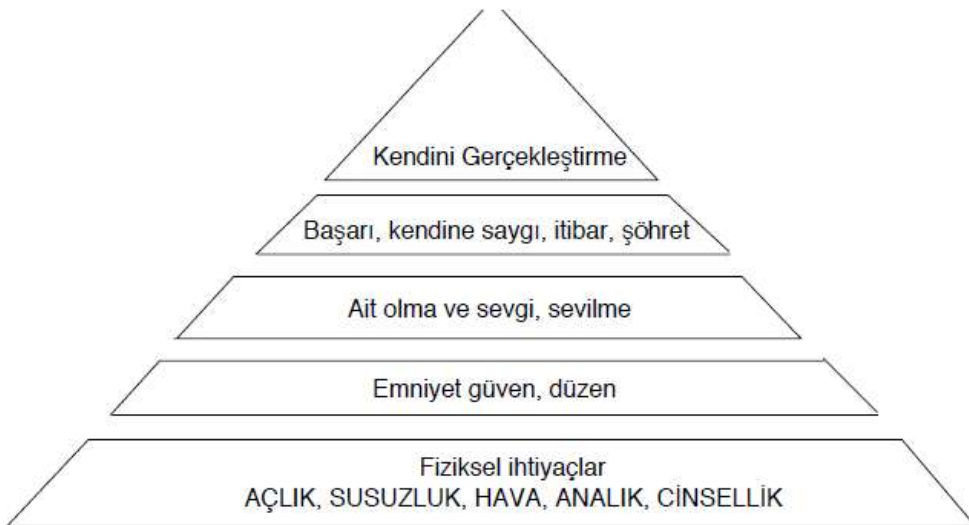 Kendini Gerçekleştirme
Başarı, kendine saygı, itibar, şöhret
Ait olma ve sevgi, sevilme
Emniyet güven, düzen
Fiziksel ihtiyaçlar
AÇLIK, SUSUZLUK, HAVA, ANALIK, CİNSELLİK